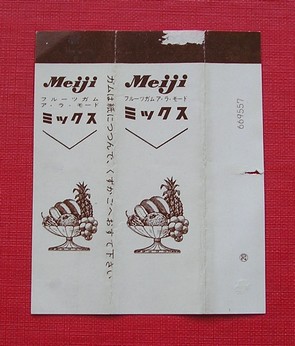 Meiji
フルーツガム
ア・ラ・モード
ミックス
ガムは紙につつんで、くずかごへおすて下さい
Meiji
フルーツガムア・ラ・モード
ミックス
669557